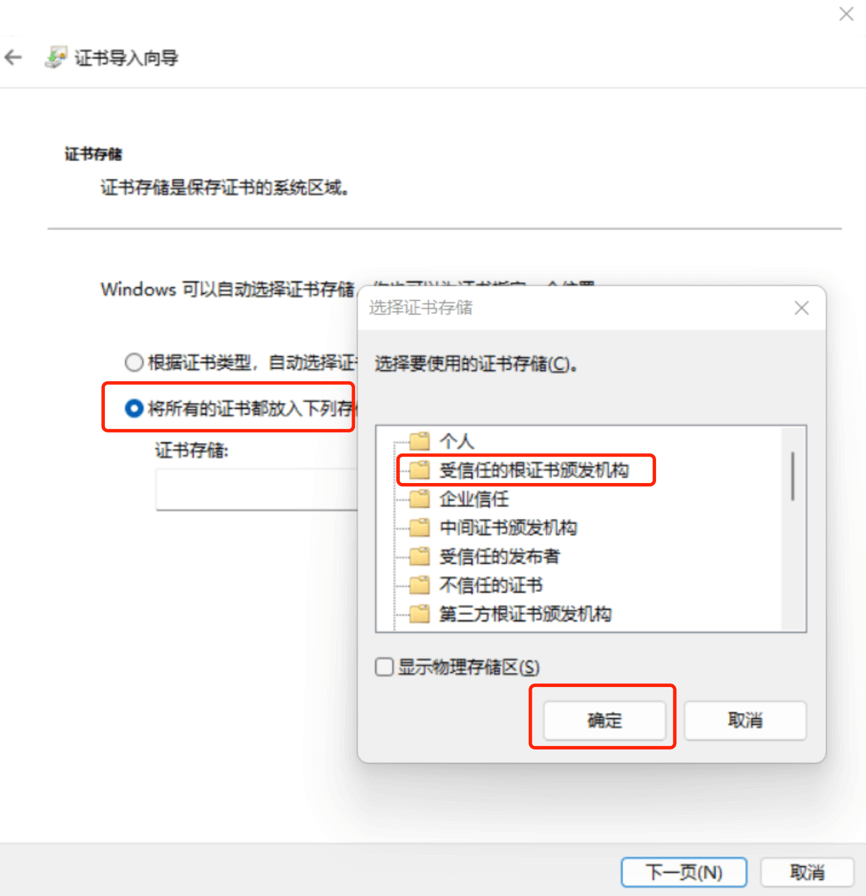 证书导入向导
证书存储
证书存储是保存证书的系统区域。
Windows 可以自动选择证书存储
根据证书类型，自动选择证
将所有的证书都放入下列存
证书存储:
选择证书存储
选择要使用的证书存储(C)。
个人
受信任的根证书颁发机构
企业信任
中间证书颁发机构
受信任的发布者
不信任的证书
第三方根证书颁发机构
显示物理存储区(S)
确定
取消
下一页(N)
取消